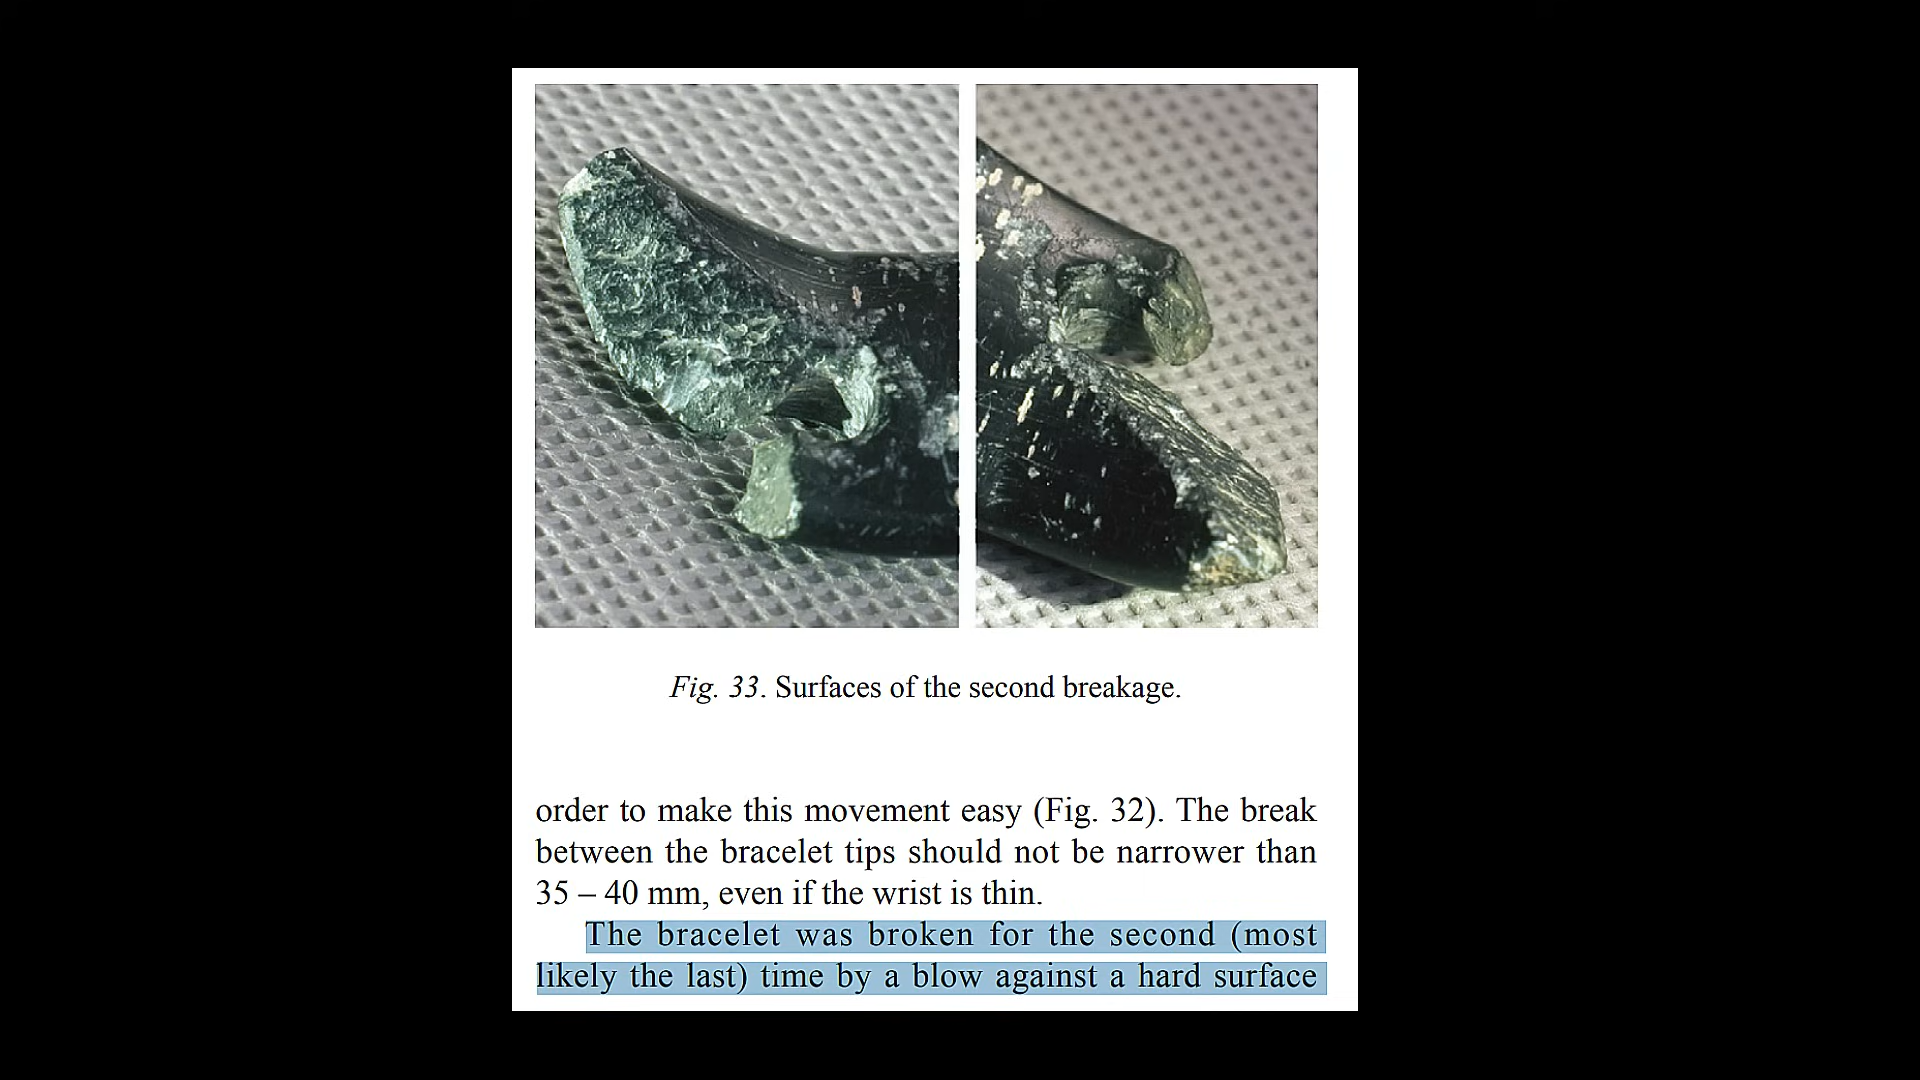 Fig. 33. Surfaces of the second breakage.
order to make this movement easy (Fig. 32). The break
between the bracelet tips should not be narrower than
35 – 40 mm, even if the wrist is thin.
The bracelet was broken for the second (most
likely the last) time by a blow against a hard surface